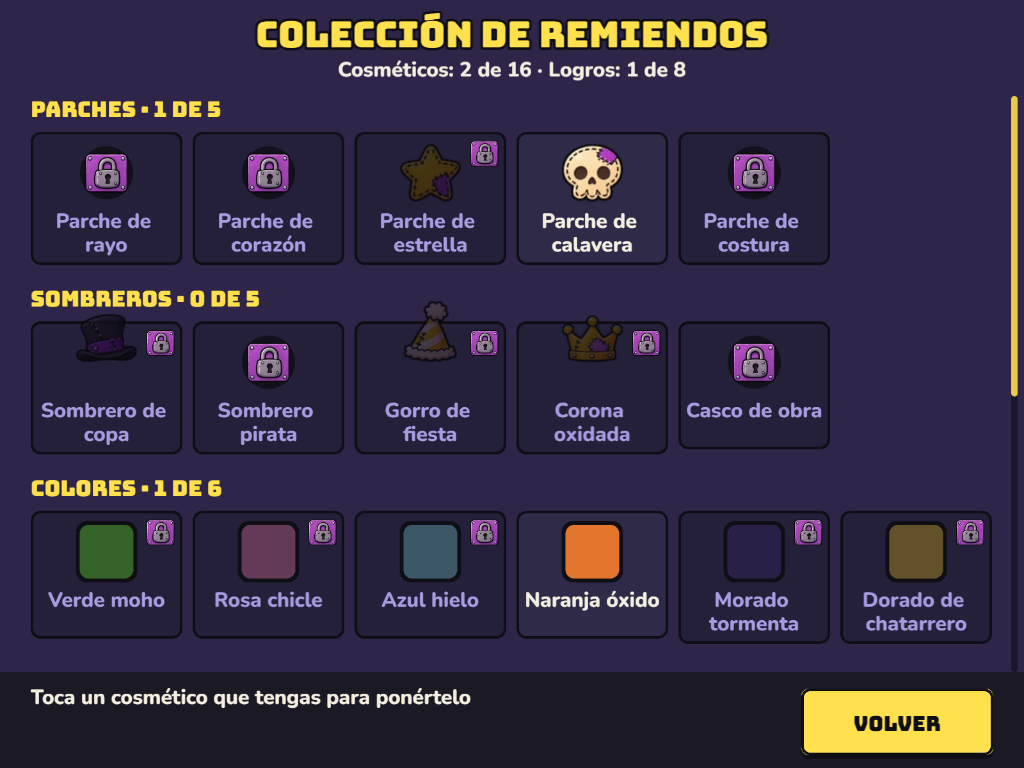 COLECCIÓN DE REMIENDOS
Cosméticos: 2 de 16 · Logros: 1 de 8
PARCHES · 1 DE 5
Parche de rayo
Parche de corazón
Parche de estrella
Parche de calavera
Parche de costura
SOMBREROS · 0 DE 5
Sombrero de copa
Sombrero pirata
Gorro de fiesta
Corona oxidada
Casco de obra
COLORES · 1 DE 6
Verde moho
Rosa chicle
Azul hielo
Naranja óxido
Morado tormenta
Dorado de chatarrero
Toca un cosmético que tengas para ponértelo
VOLVER